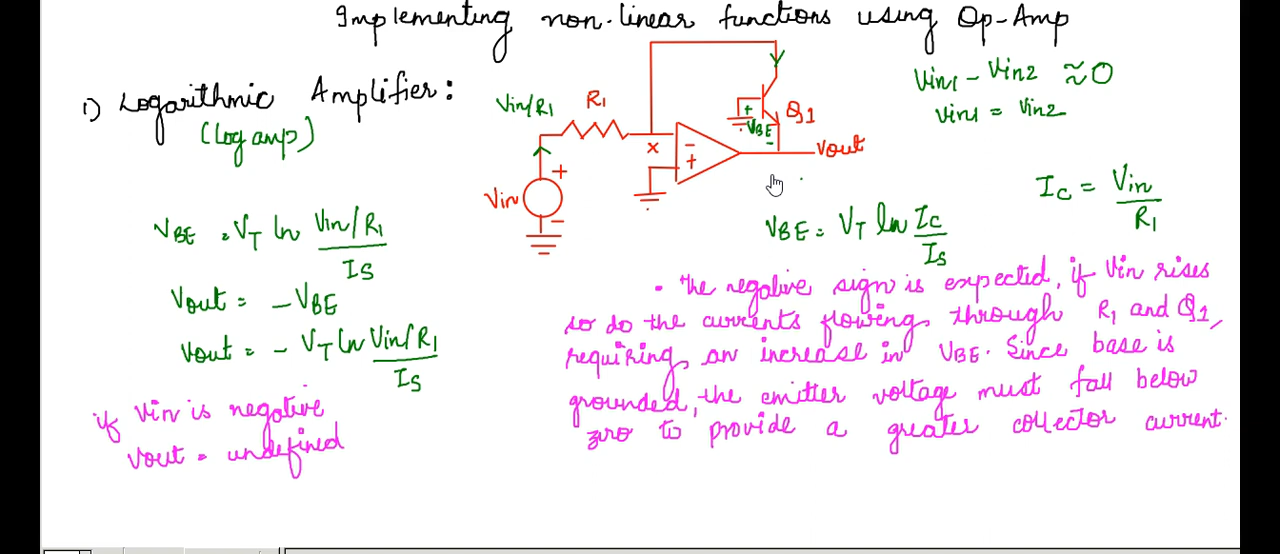 Implementing non-linear functions using Op-Amp
1) Logarithmic Amplifier:
(Log amp)
Vin/R1
R1
+
VBE
-
Q1
Vin1 - Vin2 ≈ 0
Vin1 = Vin2
x
-
+
Vout
Vin
+
-
IC = Vin/R1
VBE = VT ln Vin/R1 / IS
VBE = VT ln IC/IS
Vout = -VBE
Vout = - VT ln Vin/R1 / IS
if Vin is negative
Vout = undefined
• The negative sign is expected, if Vin rises
so do the currents flowing through R1 and Q1,
requiring an increase in VBE. Since base is
grounded, the emitter voltage must fall below
zero to provide a greater collector current.